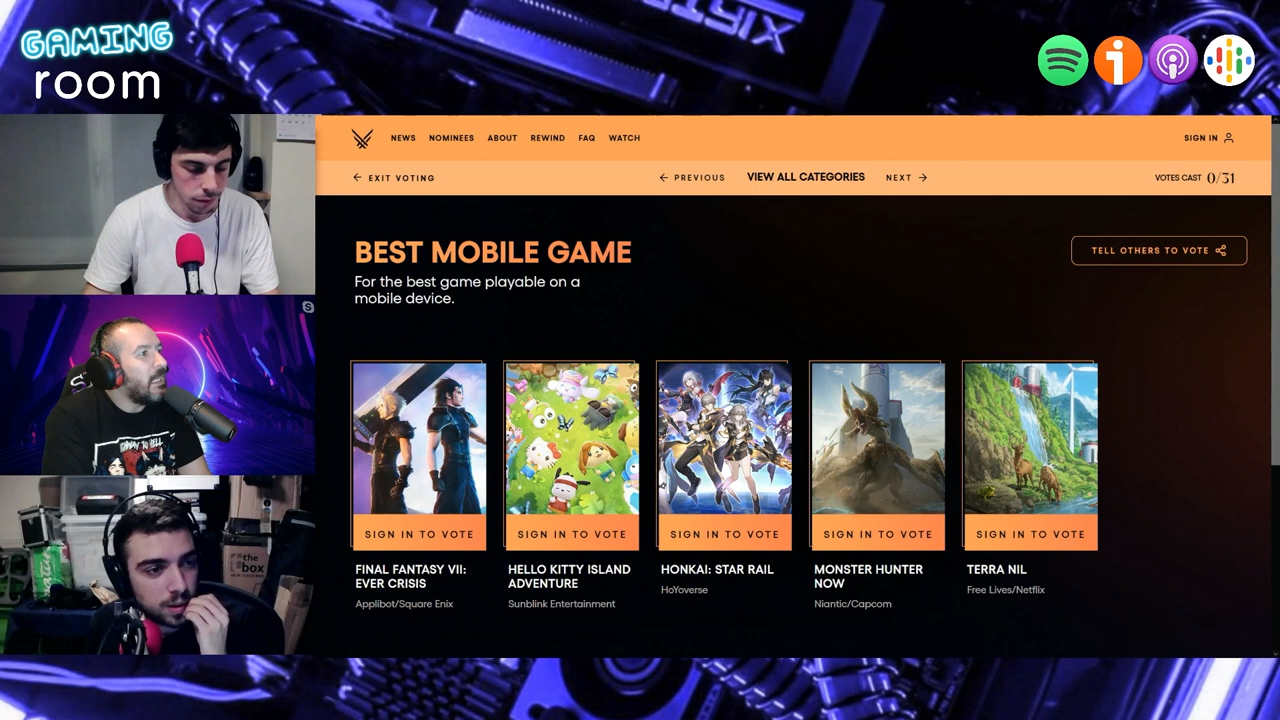 GAMING
room
NEWS NOMINEES ABOUT REWIND FAQ WATCH
SIGN IN
EXIT VOTING
PREVIOUS VIEW ALL CATEGORIES NEXT
VOTES CAST 0/31
BEST MOBILE GAME
TELL OTHERS TO VOTE
For the best game playable on a
mobile device.
SIGN IN TO VOTE
SIGN IN TO VOTE
SIGN IN TO VOTE
SIGN IN TO VOTE
SIGN IN TO VOTE
FINAL FANTASY VII:
EVER CRISIS
Applibot/Square Enix
HELLO KITTY ISLAND
ADVENTURE
Sunblink Entertainment
HONKAI: STAR RAIL
HoYoverse
MONSTER HUNTER
NOW
Niantic/Capcom
TERRA NIL
Free Lives/Netflix
the
box